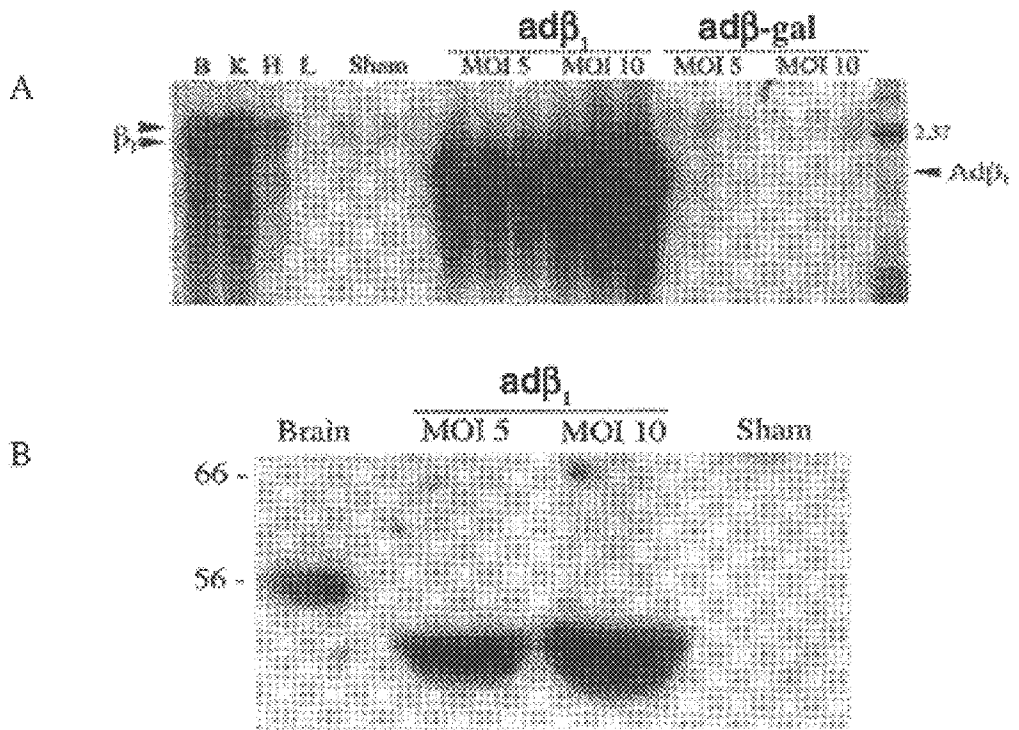 adβ1 adβ-gal
B K H L Sham MOI 5 MOI 10 MOI 5 MOI 10
A
β1
2.37
Adβ1
adβ1
Brain MOI 5 MOI 10 Sham
B
66 -
56 -